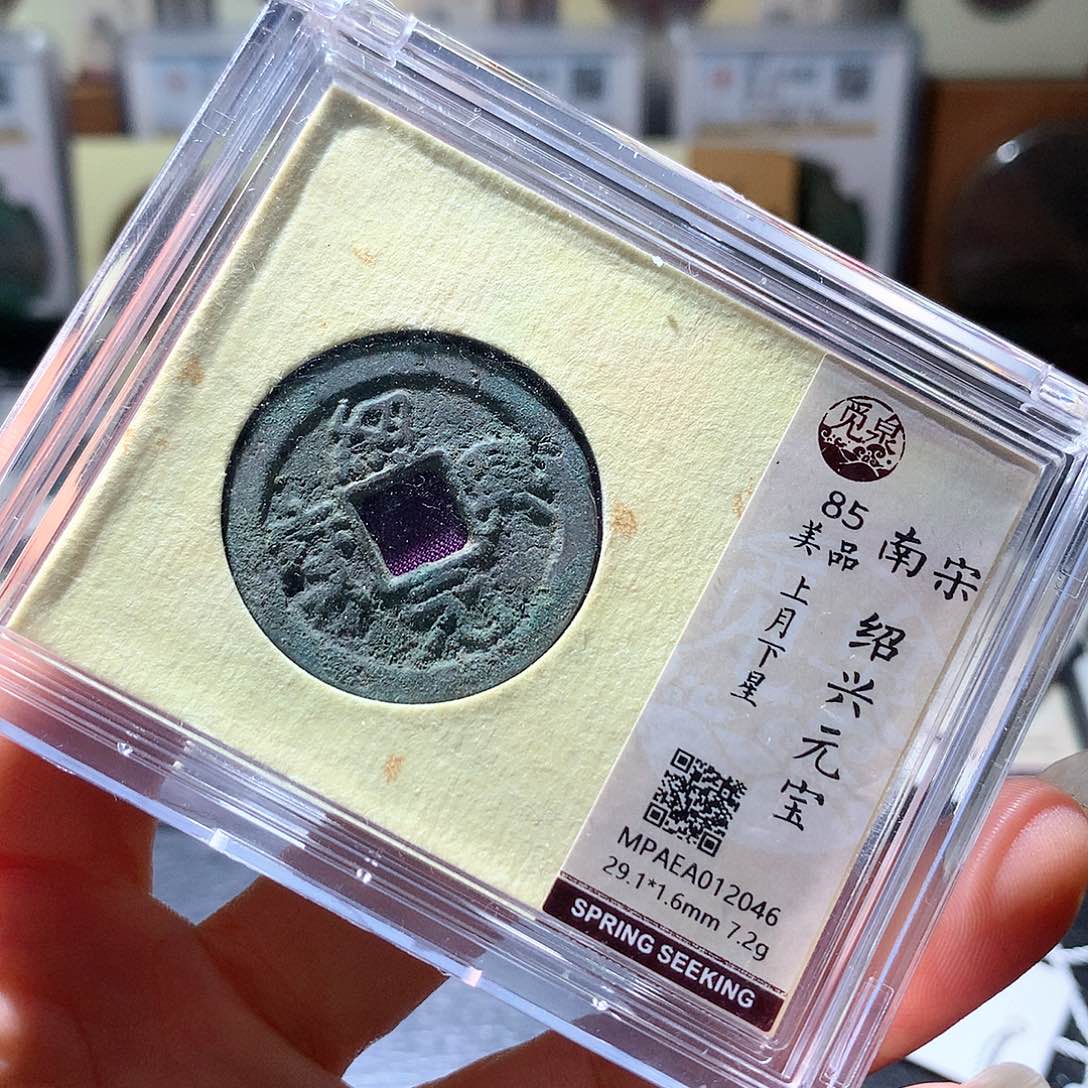 觅泉
85
美品
南宋
绍兴元宝
上月下星
MPAEA012046
29.1*1.6mm 7.2g
SPRING SEEKING